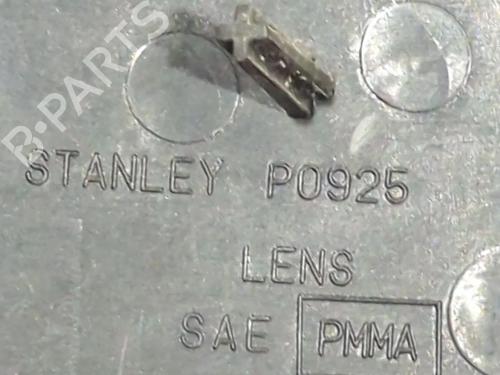 B-PARTS
STANLEY P0925
LENS
SAE PMMA